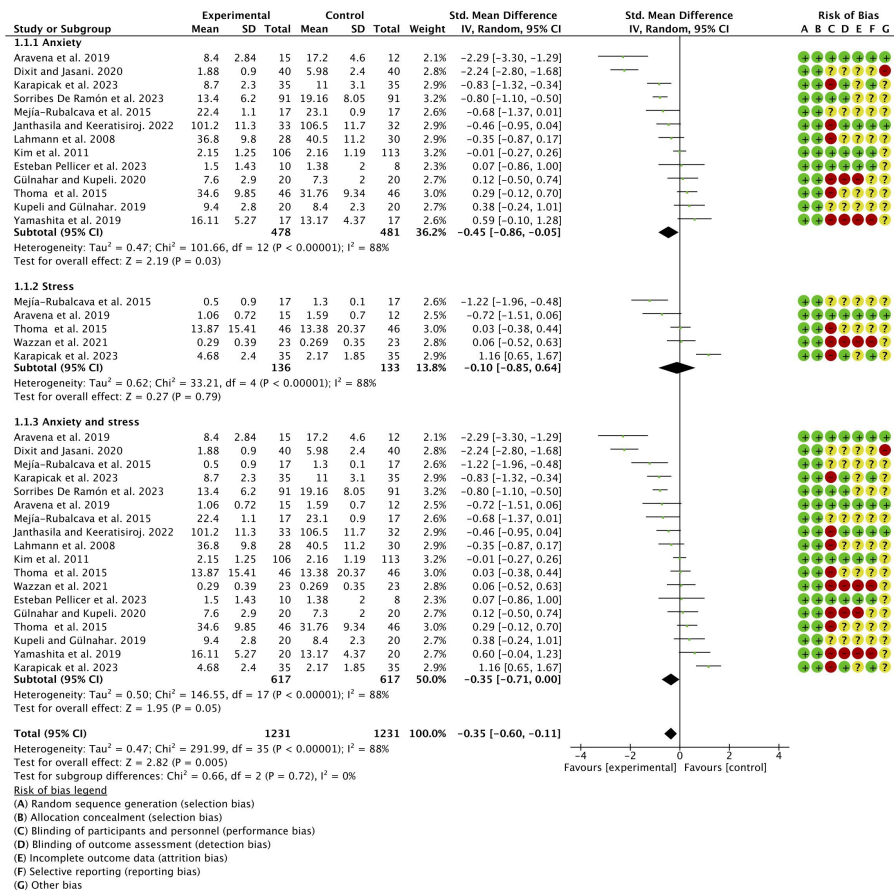 Experimental Control Std. Mean Difference Std. Mean Difference Risk of Bias
Study or Subgroup Mean SD Total Mean SD Total Weight IV, Random, 95% CI IV, Random, 95% CI A B C D E F G
1.1.1 Anxiety
Aravena et al. 2019 8.4 2.84 15 17.2 4.6 12 2.1% -2.29 [-3.30, -1.29] + + + + + + +
Dixit and Jasani. 2020 1.88 0.9 40 5.98 2.4 40 2.7% -2.24 [-2.80, -1.68] + + ? ? ? ? −
Karapicak et al. 2023 8.7 2.3 35 11 3.1 35 2.8% -0.83 [-1.32, -0.34] + + − + ? + ?
Sorribes De Ramón et al. 2023 13.4 6.2 91 19.16 8.05 91 3.1% -0.80 [-1.10, -0.50] + + ? ? ? ? ?
Mejía-Rubalcava et al. 2015 22.4 1.1 17 23.1 0.9 17 2.6% -0.68 [-1.37, 0.01] + + ? ? ? ? ?
Janthasila and Keeratisiroj. 2022 101.2 11.3 33 106.5 11.7 32 2.9% -0.46 [-0.95, 0.04] + + − + + + +
Lahmann et al. 2008 36.8 9.8 28 40.5 11.2 30 2.8% -0.35 [-0.87, 0.17] + + − ? ? ? ?
Kim et al. 2011 2.15 1.25 106 2.16 1.19 113 3.1% -0.01 [-0.27, 0.26] + + + + + + ?
Esteban Pellicer et al. 2023 1.5 1.43 10 1.38 2 8 2.2% 0.07 [-0.86, 1.00] + + + + + + ?
Gülnahar and Kupeli. 2020 7.6 2.9 20 7.3 2 20 2.7% 0.12 [-0.50, 0.74] + + − − − ? ?
Thoma et al. 2015 34.6 9.85 46 31.76 9.34 46 3.0% 0.29 [-0.12, 0.70] + + − ? ? ? ?
Kupeli and Gülnahar. 2019 9.4 2.8 20 8.4 2.3 20 2.7% 0.38 [-0.24, 1.01] + + ? ? ? ? ?
Yamashita et al. 2019 16.11 5.27 17 13.17 4.37 17 2.6% 0.59 [-0.10, 1.28] + + − − − − ?
Subtotal (95% CI) 478 481 36.2% -0.45 [-0.86, -0.05]
Heterogeneity: Tau² = 0.47; Chi² = 101.66, df = 12 (P < 0.00001); I² = 88%
Test for overall effect: Z = 2.19 (P = 0.03)
1.1.2 Stress
Mejía-Rubalcava et al. 2015 0.5 0.9 17 1.3 0.1 17 2.6% -1.22 [-1.96, -0.48] + + ? ? ? ? ?
Aravena et al. 2019 1.06 0.72 15 1.59 0.7 12 2.4% -0.72 [-1.51, 0.06] + + + + + + +
Thoma et al. 2015 13.87 15.41 46 13.38 20.37 46 3.0% 0.03 [-0.38, 0.44] + + − ? ? ? ?
Wazzan et al. 2021 0.29 0.39 23 0.269 0.35 23 2.8% 0.06 [-0.52, 0.63] + + − − − − ?
Karapicak et al. 2023 4.68 2.4 35 2.17 1.85 35 2.9% 1.16 [0.65, 1.67] + + − + ? + ?
Subtotal (95% CI) 136 133 13.8% -0.10 [-0.85, 0.64]
Heterogeneity: Tau² = 0.62; Chi² = 33.21, df = 4 (P < 0.00001); I² = 88%
Test for overall effect: Z = 0.27 (P = 0.79)
1.1.3 Anxiety and stress
Aravena et al. 2019 8.4 2.84 15 17.2 4.6 12 2.1% -2.29 [-3.30, -1.29] + + + + + + +
Dixit and Jasani. 2020 1.88 0.9 40 5.98 2.4 40 2.7% -2.24 [-2.80, -1.68] + + ? ? ? ? −
Mejía-Rubalcava et al. 2015 0.5 0.9 17 1.3 0.1 17 2.6% -1.22 [-1.96, -0.48] + + ? ? ? ? ?
Karapicak et al. 2023 8.7 2.3 35 11 3.1 35 2.8% -0.83 [-1.32, -0.34] + + − + ? + ?
Sorribes De Ramón et al. 2023 13.4 6.2 91 19.16 8.05 91 3.1% -0.80 [-1.10, -0.50] + + ? ? ? ? ?
Aravena et al. 2019 1.06 0.72 15 1.59 0.7 12 2.4% -0.72 [-1.51, 0.06] + + + + + + +
Mejía-Rubalcava et al. 2015 22.4 1.1 17 23.1 0.9 17 2.6% -0.68 [-1.37, 0.01] + + ? ? ? ? ?
Janthasila and Keeratisiroj. 2022 101.2 11.3 33 106.5 11.7 32 2.9% -0.46 [-0.95, 0.04] + + − + + + +
Lahmann et al. 2008 36.8 9.8 28 40.5 11.2 30 2.8% -0.35 [-0.87, 0.17] + + − ? ? ? ?
Kim et al. 2011 2.15 1.25 106 2.16 1.19 113 3.1% -0.01 [-0.27, 0.26] + + + + + + ?
Thoma et al. 2015 13.87 15.41 46 13.38 20.37 46 3.0% 0.03 [-0.38, 0.44] + + − ? ? ? ?
Wazzan et al. 2021 0.29 0.39 23 0.269 0.35 23 2.8% 0.06 [-0.52, 0.63] + + − − − − ?
Esteban Pellicer et al. 2023 1.5 1.43 10 1.38 2 8 2.2% 0.07 [-0.86, 1.00] + + + + + + ?
Gülnahar and Kupeli. 2020 7.6 2.9 20 7.3 2 20 2.7% 0.12 [-0.50, 0.74] + + − − − ? ?
Thoma et al. 2015 34.6 9.85 46 31.76 9.34 46 3.0% 0.29 [-0.12, 0.70] + + − ? ? ? ?
Kupeli and Gülnahar. 2019 9.4 2.8 20 8.4 2.3 20 2.7% 0.38 [-0.24, 1.01] + + ? ? ? ? ?
Yamashita et al. 2019 16.11 5.27 20 13.17 4.37 20 2.7% 0.60 [-0.04, 1.23] + + − − − − ?
Karapicak et al. 2023 4.68 2.4 35 2.17 1.85 35 2.9% 1.16 [0.65, 1.67] + + − + ? + ?
Subtotal (95% CI) 617 617 50.0% -0.35 [-0.71, 0.00]
Heterogeneity: Tau² = 0.50; Chi² = 146.55, df = 17 (P < 0.00001); I² = 88%
Test for overall effect: Z = 1.95 (P = 0.05)
Total (95% CI) 1231 1231 100.0% -0.35 [-0.60, -0.11]
Heterogeneity: Tau² = 0.47; Chi² = 291.99, df = 35 (P < 0.00001); I² = 88%
Test for overall effect: Z = 2.82 (P = 0.005)
Test for subgroup differences: Chi² = 0.66, df = 2 (P = 0.72), I² = 0%
-4 -2 0 2 4
Favours [experimental] Favours [control]
Risk of bias legend
(A) Random sequence generation (selection bias)
(B) Allocation concealment (selection bias)
(C) Blinding of participants and personnel (performance bias)
(D) Blinding of outcome assessment (detection bias)
(E) Incomplete outcome data (attrition bias)
(F) Selective reporting (reporting bias)
(G) Other bias